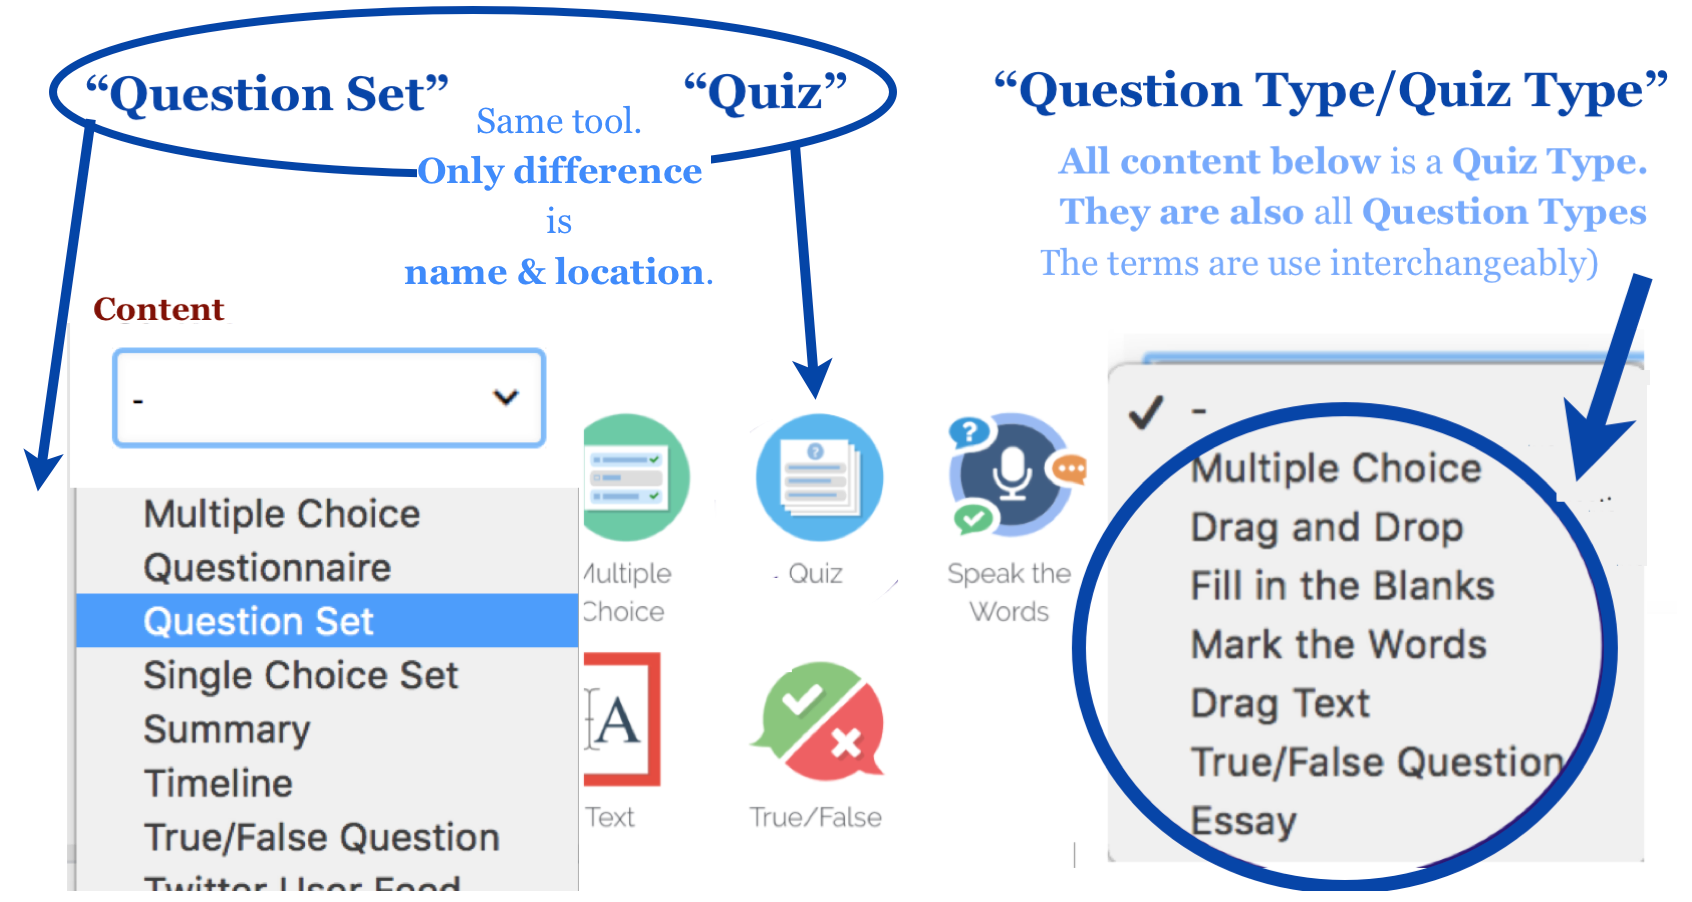 “Question Set”
“Quiz”
Same tool.
Only difference
is
name & location.
“Question Type/Quiz Type”
All content below is a Quiz Type.
They are also all Question Types
The terms are use interchangeably)
Content
-
Multiple Choice
Questionnaire
Question Set
Single Choice Set
Summary
Timeline
True/False Question
Twitter User Feed
Multiple
Choice
- Quiz
Speak the
Words
A
Text
True/False
✓ -
Multiple Choice
Drag and Drop
Fill in the Blanks
Mark the Words
Drag Text
True/False Question
Essay